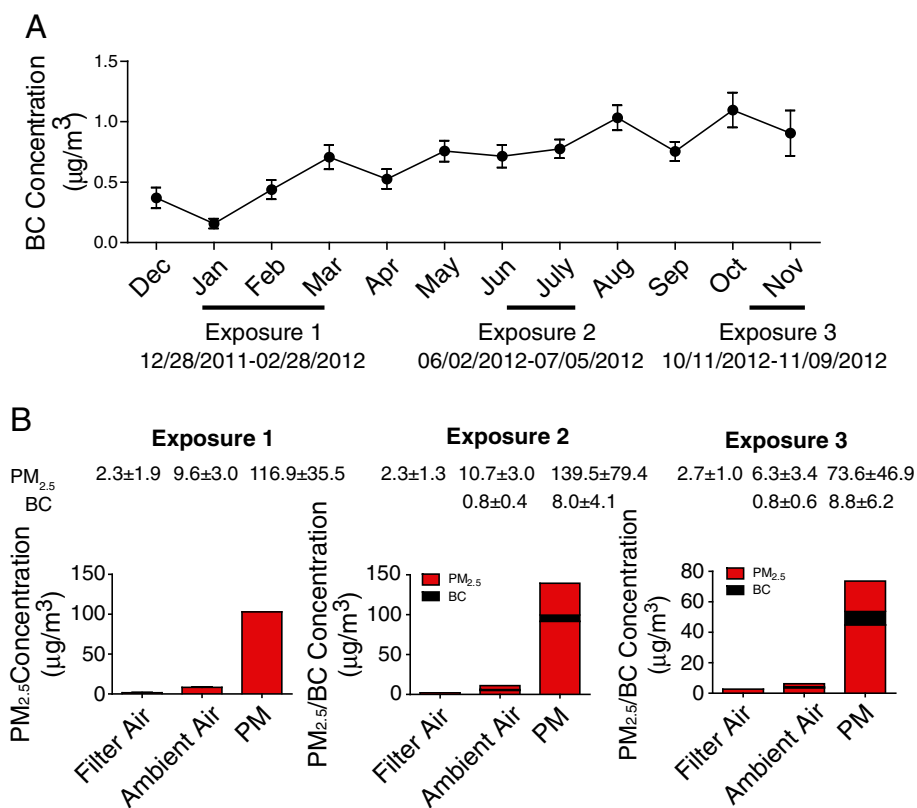 A
BC Concentration
(µg/m³)
1.5
1.0
0.5
0.0
Dec Jan Feb Mar Apr May Jun July Aug Sep Oct Nov
Exposure 1 Exposure 2 Exposure 3
12/28/2011-02/28/2012 06/02/2012-07/05/2012 10/11/2012-11/09/2012
B
Exposure 1
PM2.5 2.3±1.9 9.6±3.0 116.9±35.5
BC
PM2.5Concentration
(µg/m³)
150
100
50
0
Filter Air Ambient Air PM
Exposure 2
2.3±1.3 10.7±3.0 139.5±79.4
0.8±0.4 8.0±4.1
PM2.5/BC Concentration
(µg/m³)
150
100
50
0
PM2.5
BC
Filter Air Ambient Air PM
Exposure 3
2.7±1.0 6.3±3.4 73.6±46.9
0.8±0.6 8.8±6.2
PM2.5/BC Concentration
(µg/m³)
80
60
40
20
0
PM2.5
BC
Filter Air Ambient Air PM